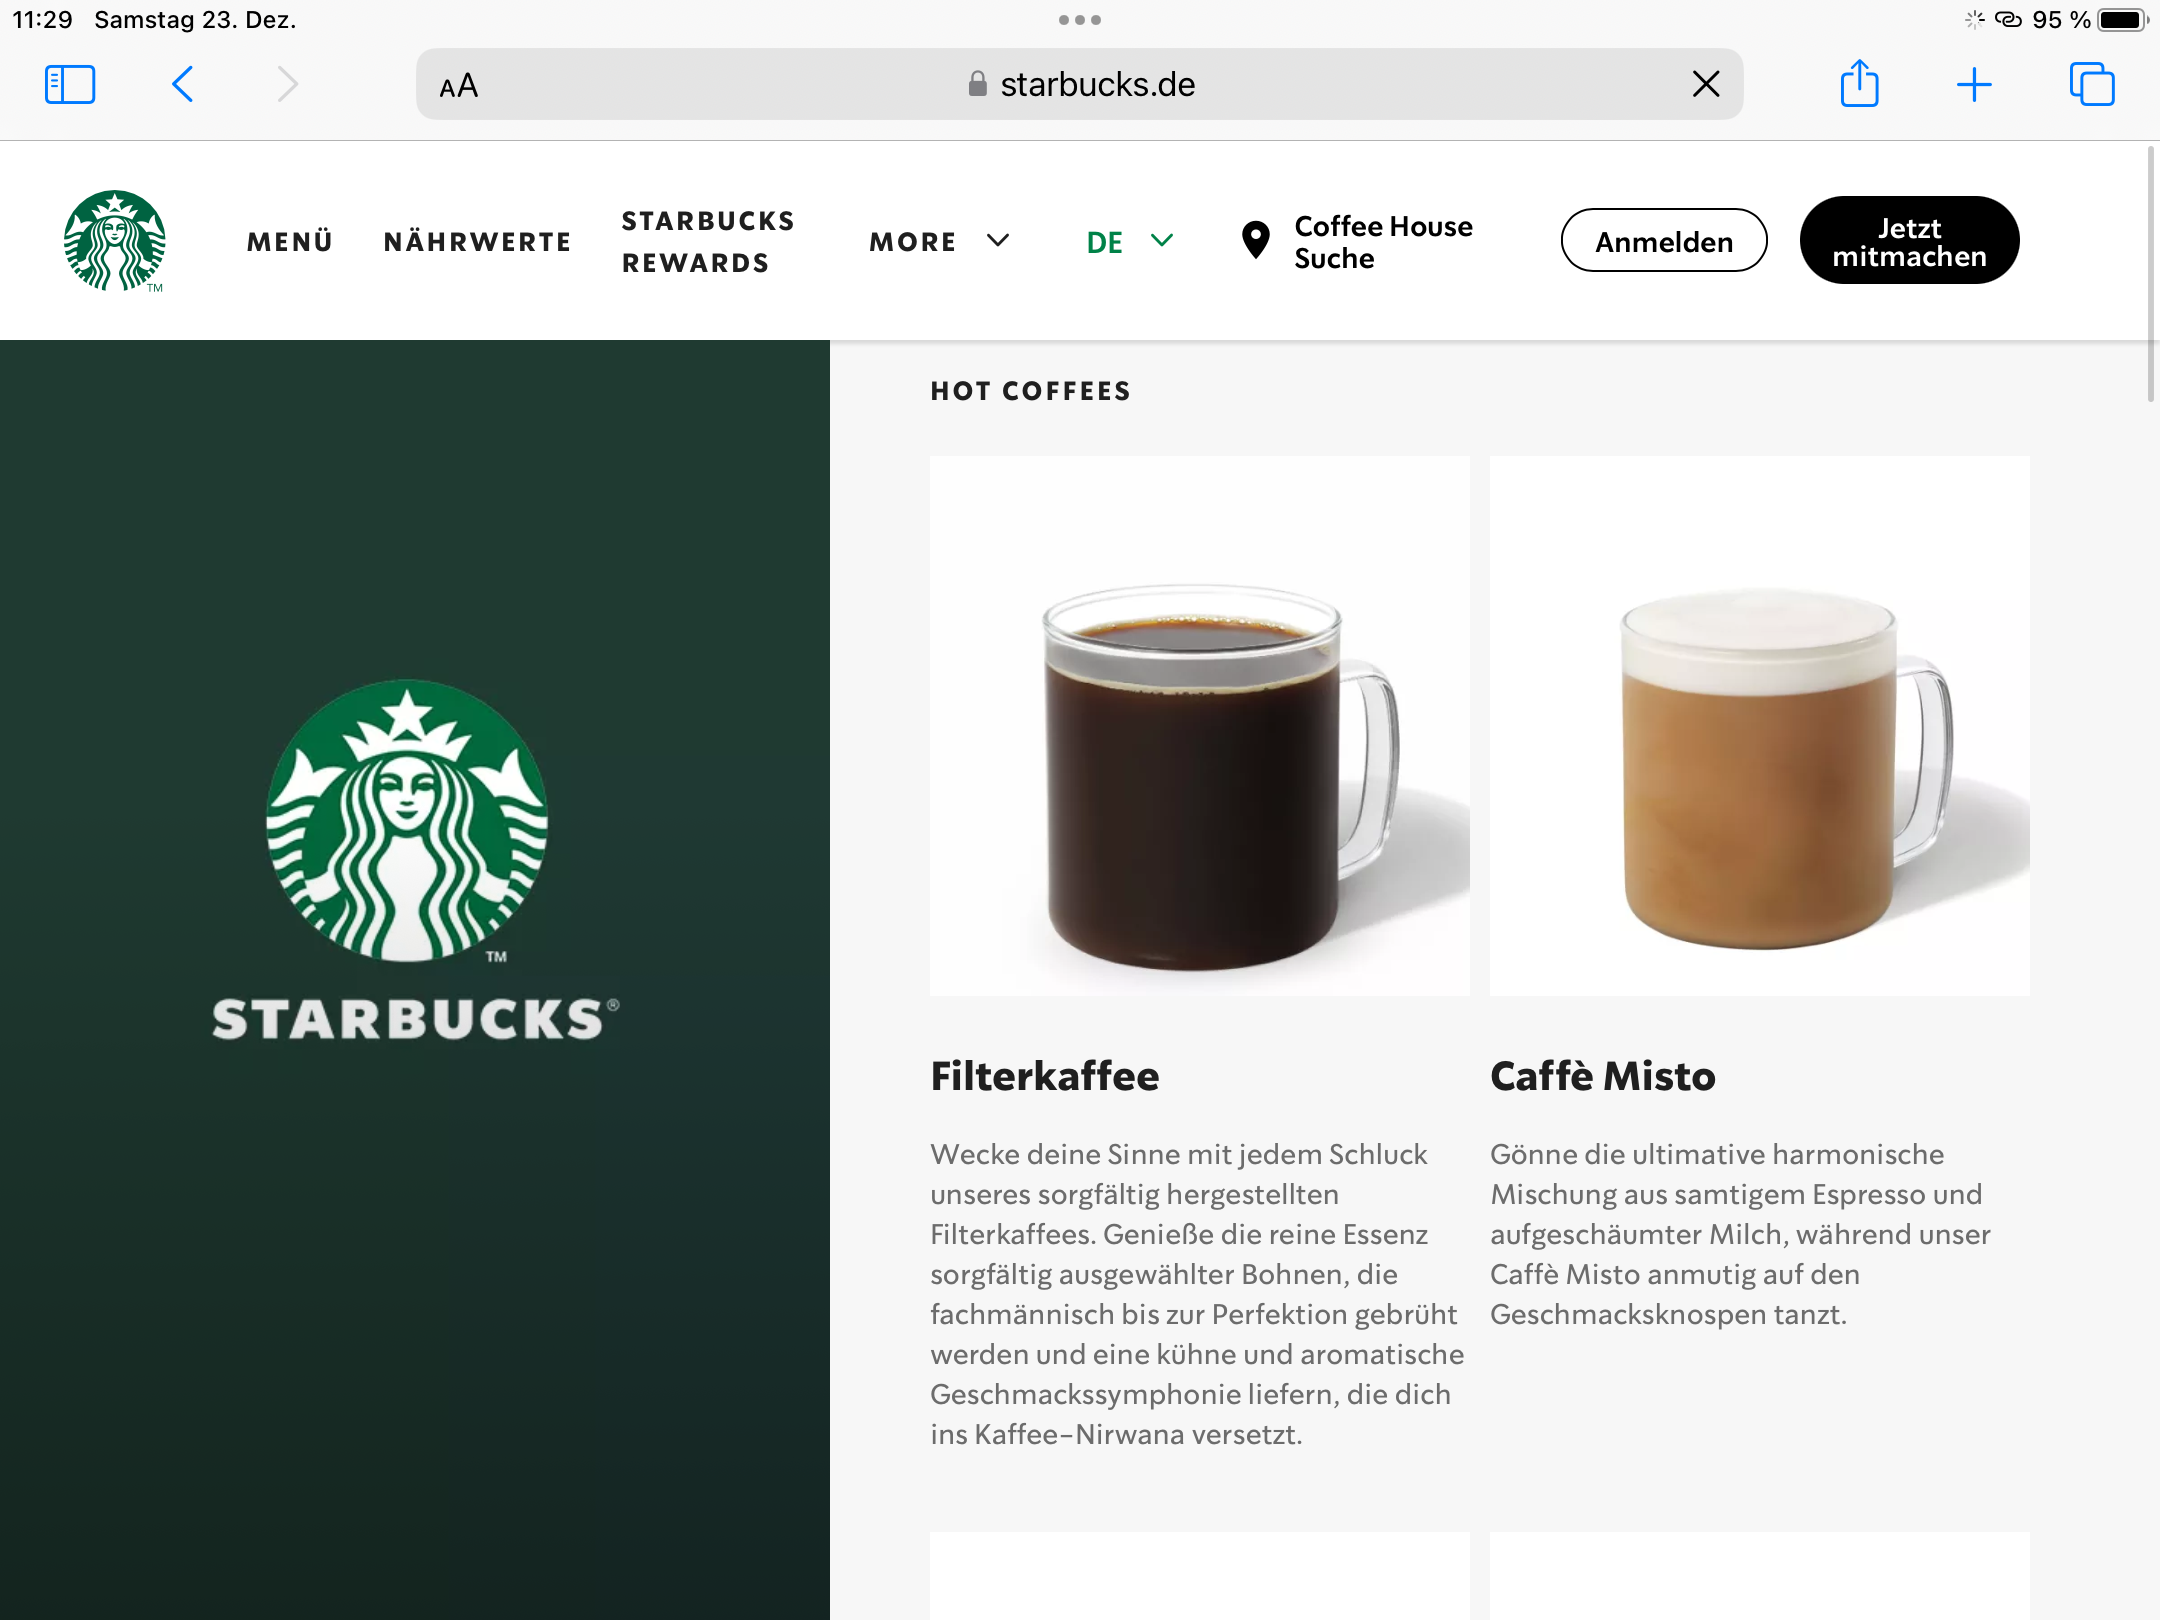 11:29 Samstag 23. Dez.
95 %
AA
starbucks.de
TM
MENÜ
NÄHRWERTE
STARBUCKS
REWARDS
MORE
DE
Coffee House
Suche
Anmelden
Jetzt
mitmachen
TM
STARBUCKS®
HOT COFFEES
Filterkaffee
Wecke deine Sinne mit jedem Schluck
unseres sorgfältig hergestellten
Filterkaffees. Genieße die reine Essenz
sorgfältig ausgewählter Bohnen, die
fachmännisch bis zur Perfektion gebrüht
werden und eine kühne und aromatische
Geschmackssymphonie liefern, die dich
ins Kaffee-Nirwana versetzt.
Caffè Misto
Gönne die ultimative harmonische
Mischung aus samtigem Espresso und
aufgeschäumter Milch, während unser
Caffè Misto anmutig auf den
Geschmacksknospen tanzt.